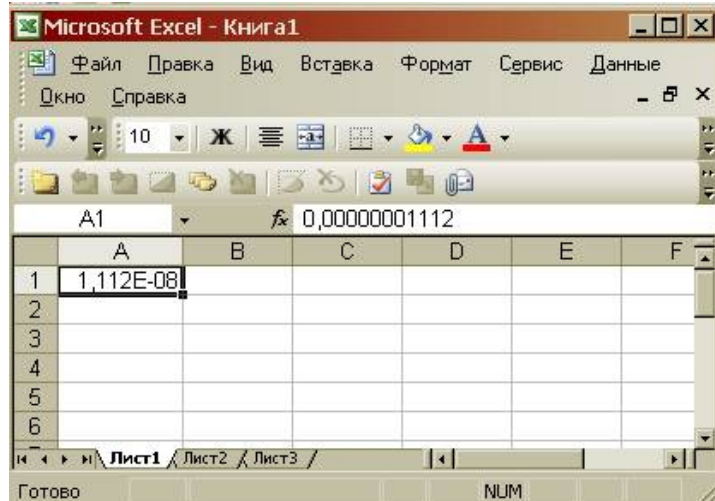 Microsoft Excel - Книга1
Файл Правка Вид Вставка Формат Сервис Данные
Окно Справка
10 Ж A
A1 fx 0,00000001112
A B C D E F
1 1,112E-08
2
3
4
5
6
Лист1 Лист2 Лист3
Готово NUM